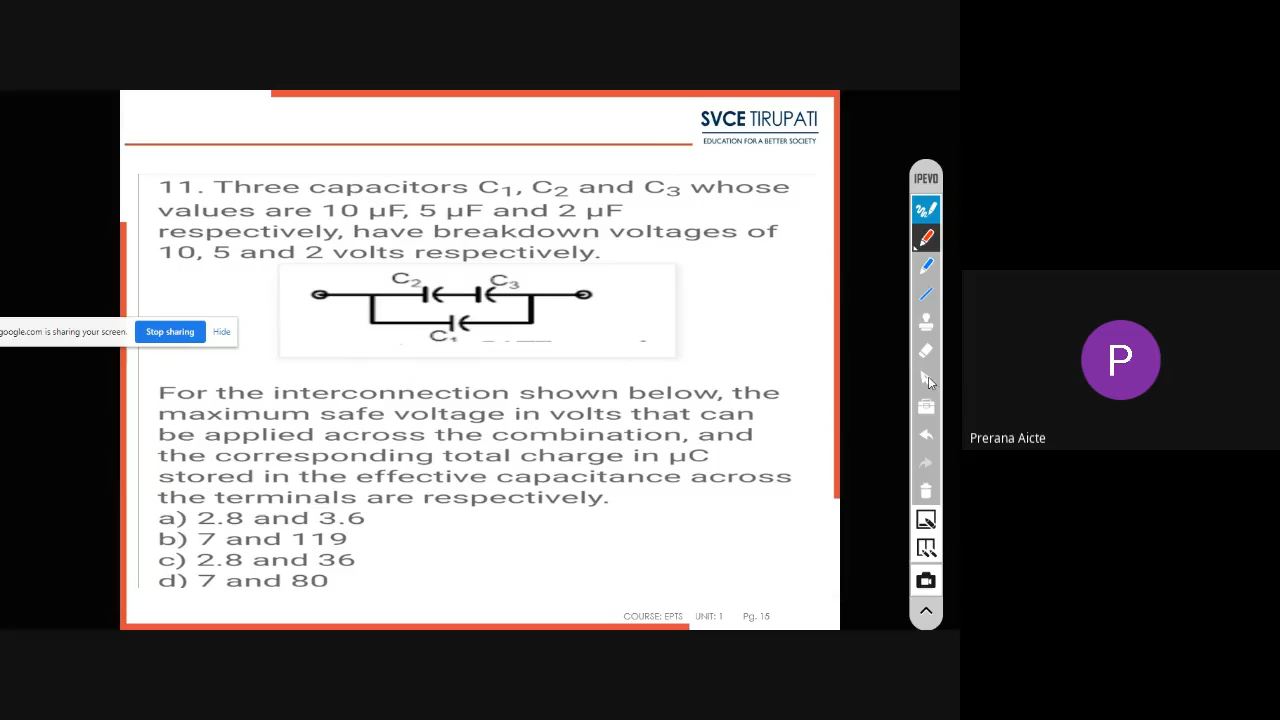 SVCE TIRUPATI
EDUCATION FOR A BETTER SOCIETY
IPEVO
11. Three capacitors C₁, C₂ and C₃ whose
values are 10 µF, 5 µF and 2 µF
respectively, have breakdown voltages of
10, 5 and 2 volts respectively.
C₂ C₃
C₁
google.com is sharing your screen. Stop sharing Hide
For the interconnection shown below, the
maximum safe voltage in volts that can
be applied across the combination, and
the corresponding total charge in µC
stored in the effective capacitance across
the terminals are respectively.
a) 2.8 and 3.6
b) 7 and 119
c) 2.8 and 36
d) 7 and 80
COURSE: EPTS UNIT: 1 Pg. 15
P
Prerana Aicte